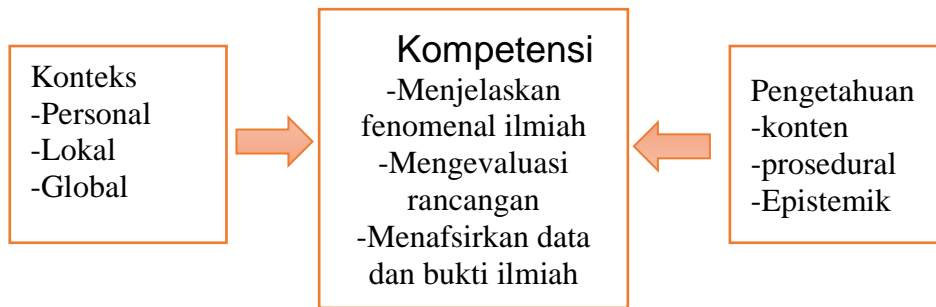 Konteks
-Personal
-Lokal
-Global
Kompetensi
-Menjelaskan
fenomenal ilmiah
-Mengevaluasi
rancangan
-Menafsirkan data
dan bukti ilmiah
Pengetahuan
-konten
-prosedural
-Epistemik